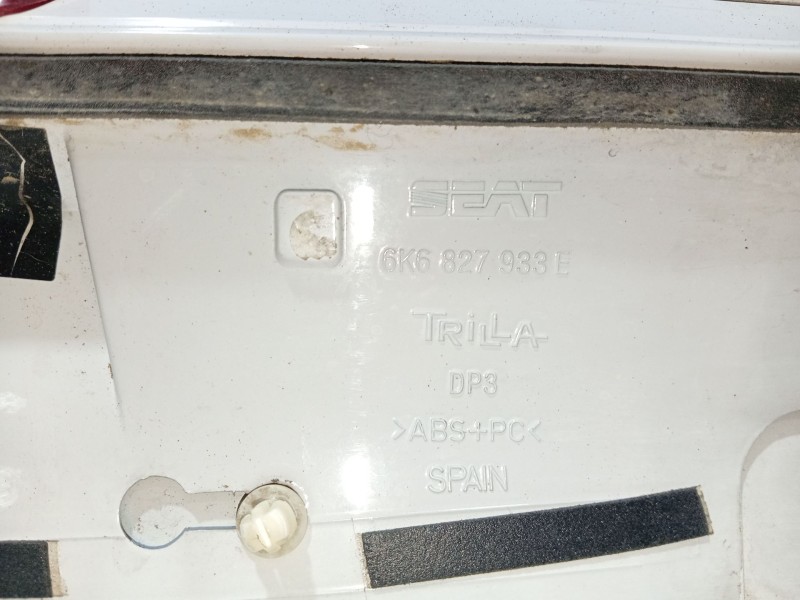 SEAT
6K6 827 933 E
TRiLLA
DP3
>ABS+PC<
SPAIN